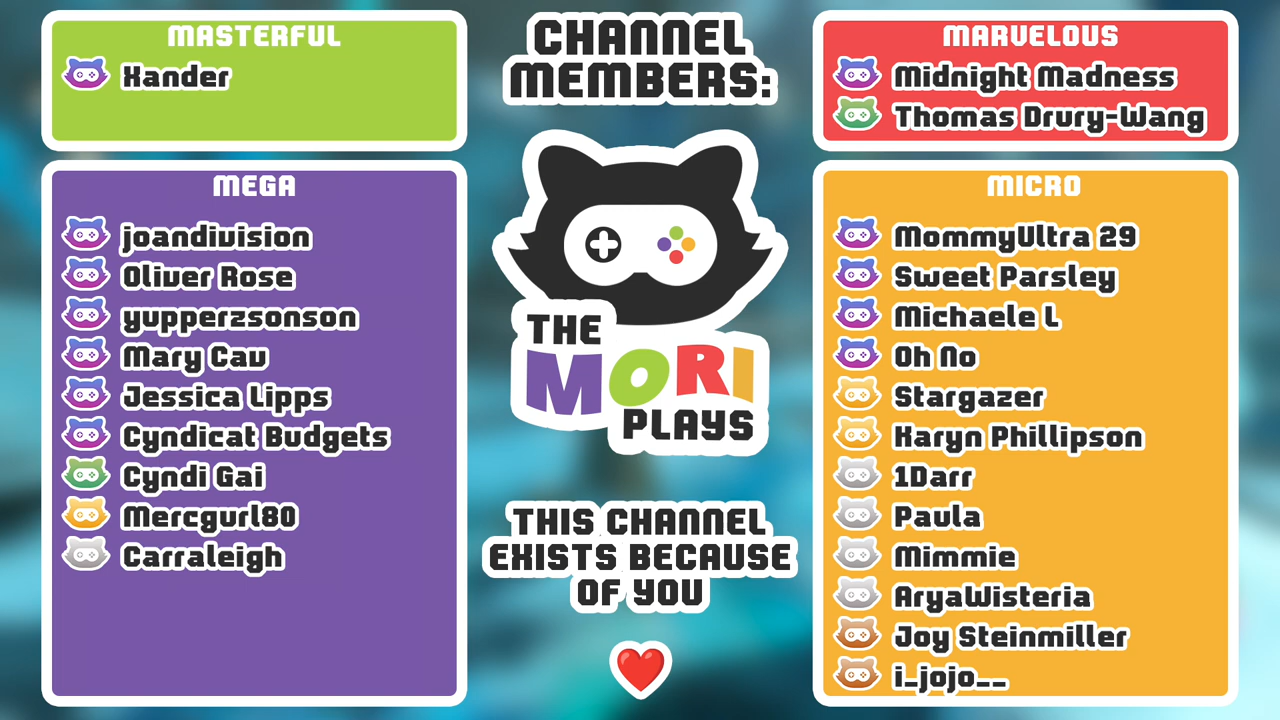 MASTERFUL
Xander
CHANNEL
MEMBERS:
MARVELOUS
Midnight Madness
Thomas Drury-Wang
MEGA
joandivision
Oliver Rose
yupperzsonson
Mary Cav
Jessica Lipps
Cyndicat Budgets
Cyndi Gai
Mercgurl80
Carraleigh
THE
MORI
PLAYS
THIS CHANNEL
EXISTS BECAUSE
OF YOU
MICRO
MommyUltra 29
Sweet Parsley
Michaele L
Oh No
Stargazer
Karyn Phillipson
1Darr
Paula
Mimmie
AryaWisteria
Joy Steinmiller
i_jojo__